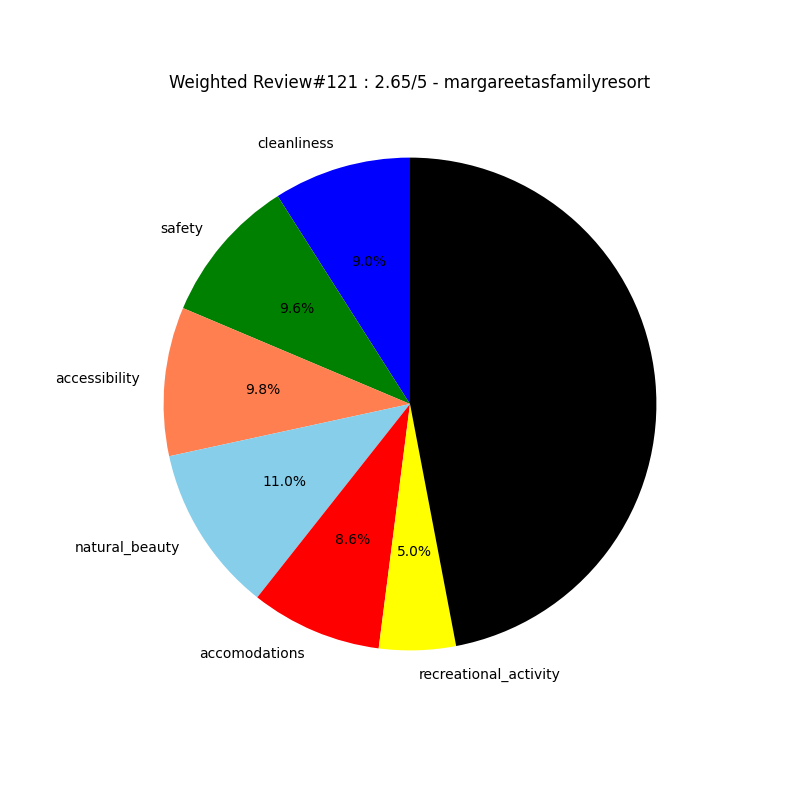 Weighted Review#121 : 2.65/5 - margareetasfamilyresort
cleanliness
9.0%
safety
9.6%
accessibility
9.8%
natural_beauty
11.0%
accomodations
8.6%
recreational_activity
5.0%